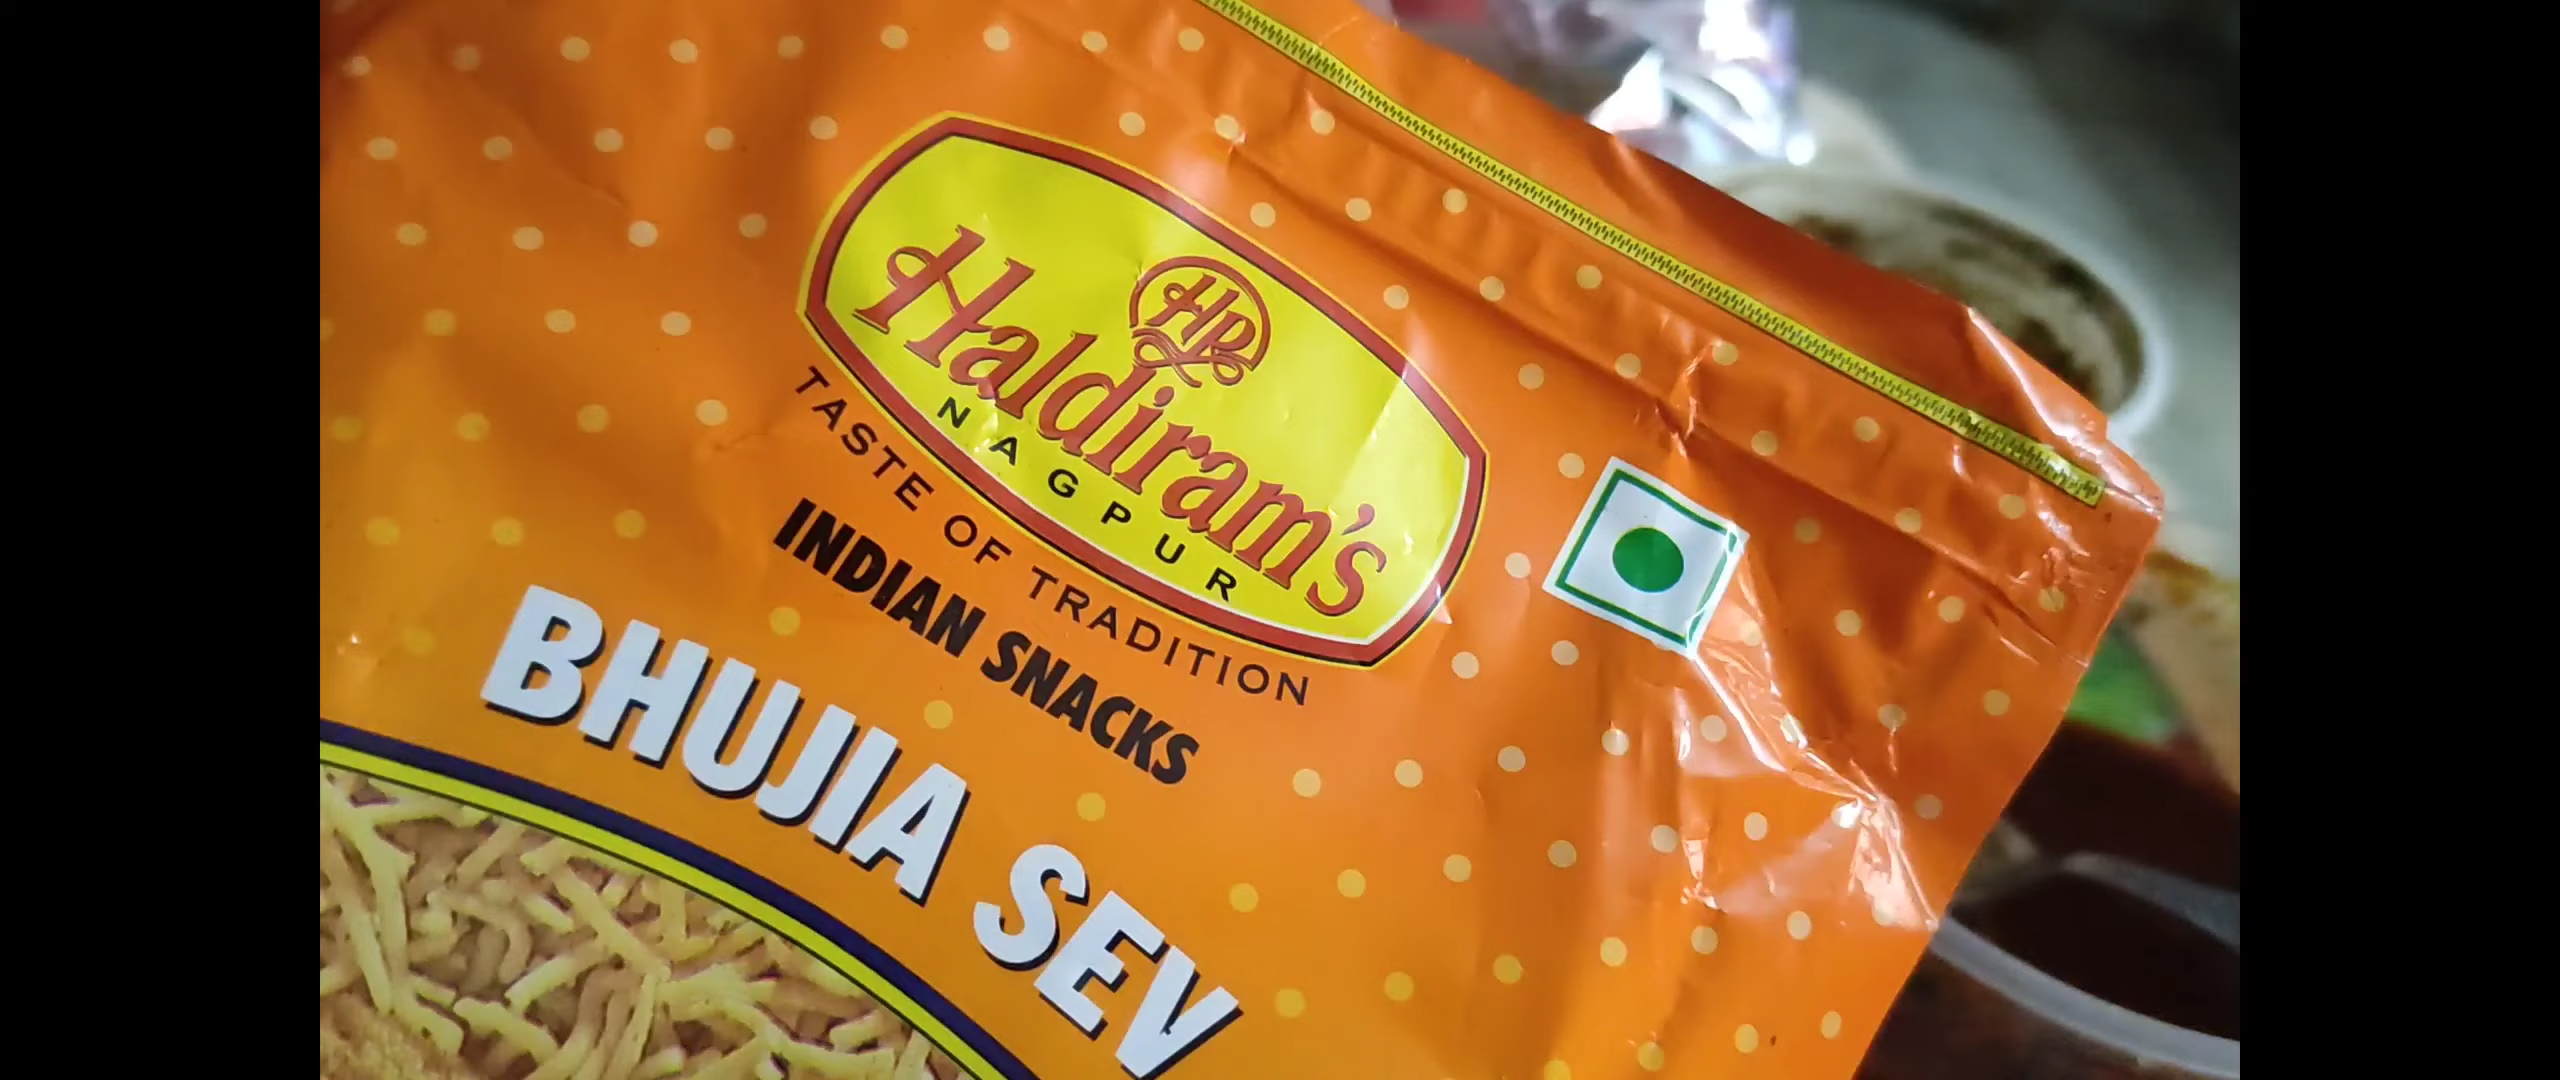 HR
Haldiram's
NAGPUR
TASTE OF TRADITION
INDIAN SNACKS
BHUJIA SEV